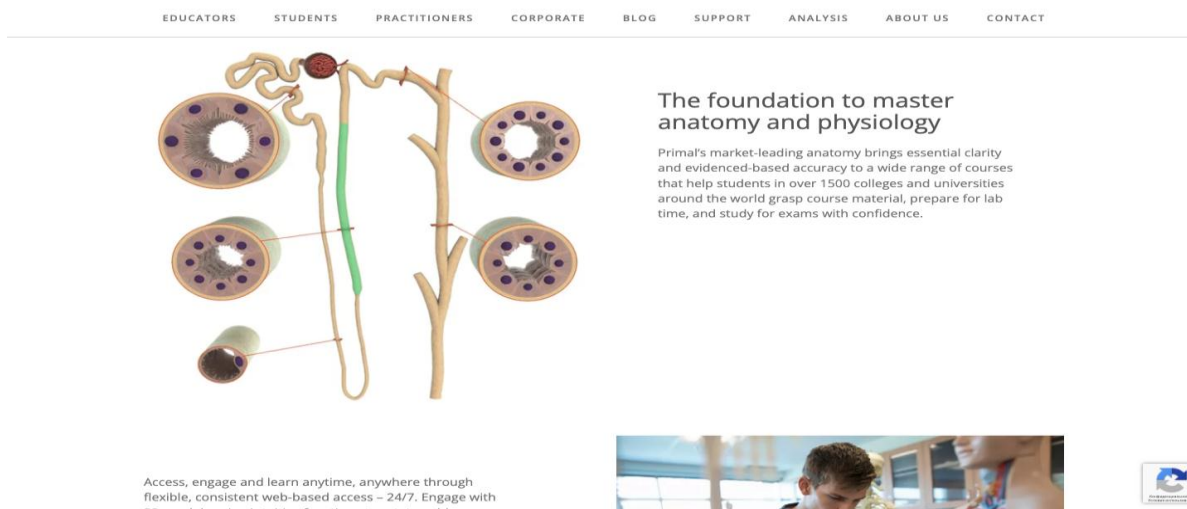 EDUCATORS STUDENTS PRACTITIONERS CORPORATE BLOG SUPPORT ANALYSIS ABOUT US CONTACT
The foundation to master
anatomy and physiology
Primal’s market-leading anatomy brings essential clarity
and evidenced-based accuracy to a wide range of courses
that help students in over 1500 colleges and universities
around the world grasp course material, prepare for lab
time, and study for exams with confidence.
Access, engage and learn anytime, anywhere through
flexible, consistent web-based access – 24/7. Engage with